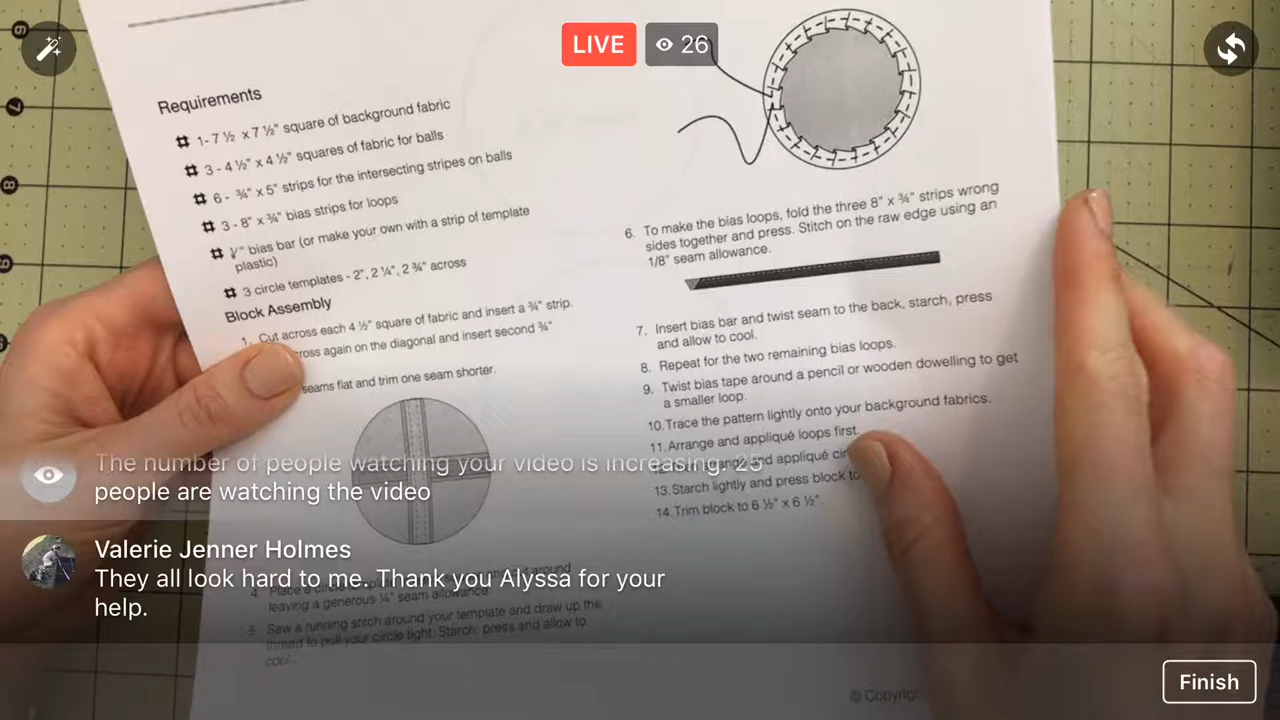 LIVE 26
Requirements
1- 7 ½ x 7 ½" square of background fabric
3 - 4 ½" x 4 ½" squares of fabric for balls
6 - ¾" x 5" strips for the intersecting stripes on balls
3 - 8" x ¾" bias strips for loops
bias bar (or make your own with a strip of template
plastic)
3 circle templates - 2", 2 ¼", 2 ¾" across
Block Assembly
1. Cut across each 4 ½" square of fabric and insert a ¾" strip.
again on the diagonal and insert second ¾"
seams flat and trim one seam shorter.
4. Place a circle
around
leaving a generous ¼" seam allowance.
5. Saw a running stitch around your template and draw up the
thread to pull your circle tight. Starch, press and allow to
cool.
6. To make the bias loops, fold the three 8" x ¾" strips wrong
sides together and press. Stitch on the raw edge using an
1/8" seam allowance.
7. Insert bias bar and twist seam to the back, starch, press
and allow to cool.
8. Repeat for the two remaining bias loops.
9. Twist bias tape around a pencil or wooden dowelling to get
a smaller loop.
10. Trace the pattern lightly onto your background fabrics.
11. Arrange and appliqué loops first.
and appliqué
13. Starch lightly and press block to
14. Trim block to 6 ½" x 6 ½".
©
The number of people watching your video is increasing. 25
people are watching the video
Valerie Jenner Holmes
They all look hard to me. Thank you Alyssa for your
help.
Finish